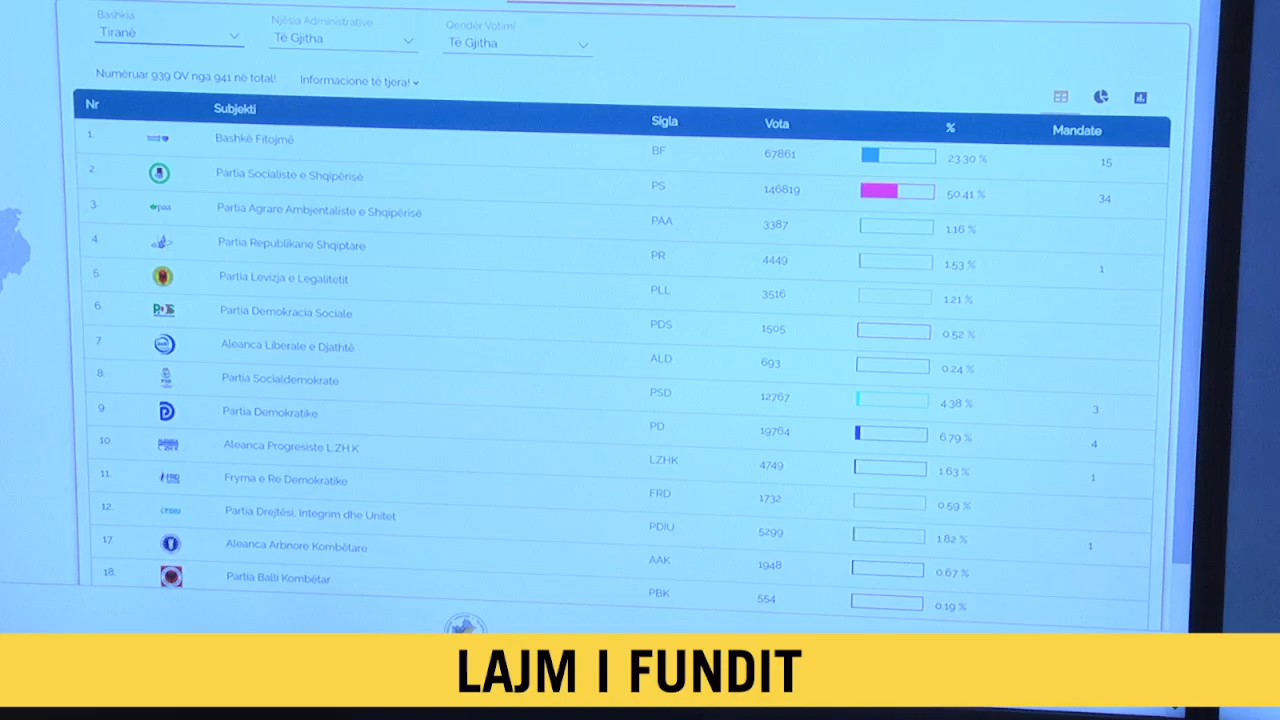 Bashkia
Njësia Administrative
Qendër Votimi
Tiranë
Të Gjitha
Të Gjitha
Numëruar 939 QV nga 941 në total!
Informacione të tjera!
Nr Subjekti Sigla Vota % Mandate
1. Bashkë Fitojmë BF 67861 23.30 % 15
2. Partia Socialiste e Shqipërisë PS 146819 50.41 % 34
3. Partia Agrare Ambjentaliste e Shqipërisë PAA 3387 1.16 %
4. Partia Republikane Shqiptare PR 4449 1.53 % 1
5. Partia Lëvizja e Legalitetit PLL 3516 1.21 %
6. Partia Demokracia Sociale PDS 1505 0.52 %
7. Aleanca Liberale e Djathtë ALD 693 0.24 %
8. Partia Socialdemokrate PSD 12767 4.38 % 3
9. Partia Demokratike PD 19764 6.79 % 4
10. Aleanca Progresiste L.ZH.K LZHK 4749 1.63 % 1
11. Fryma e Re Demokratike FRD 1732 0.59 %
12. Partia Drejtësi, Integrim dhe Unitet PDIU 5299 1.82 % 1
17. Aleanca Arbnore Kombëtare AAK 1948 0.67 %
18. Partia Balli Kombëtar PBK 554 0.19 %
LAJM I FUNDIT